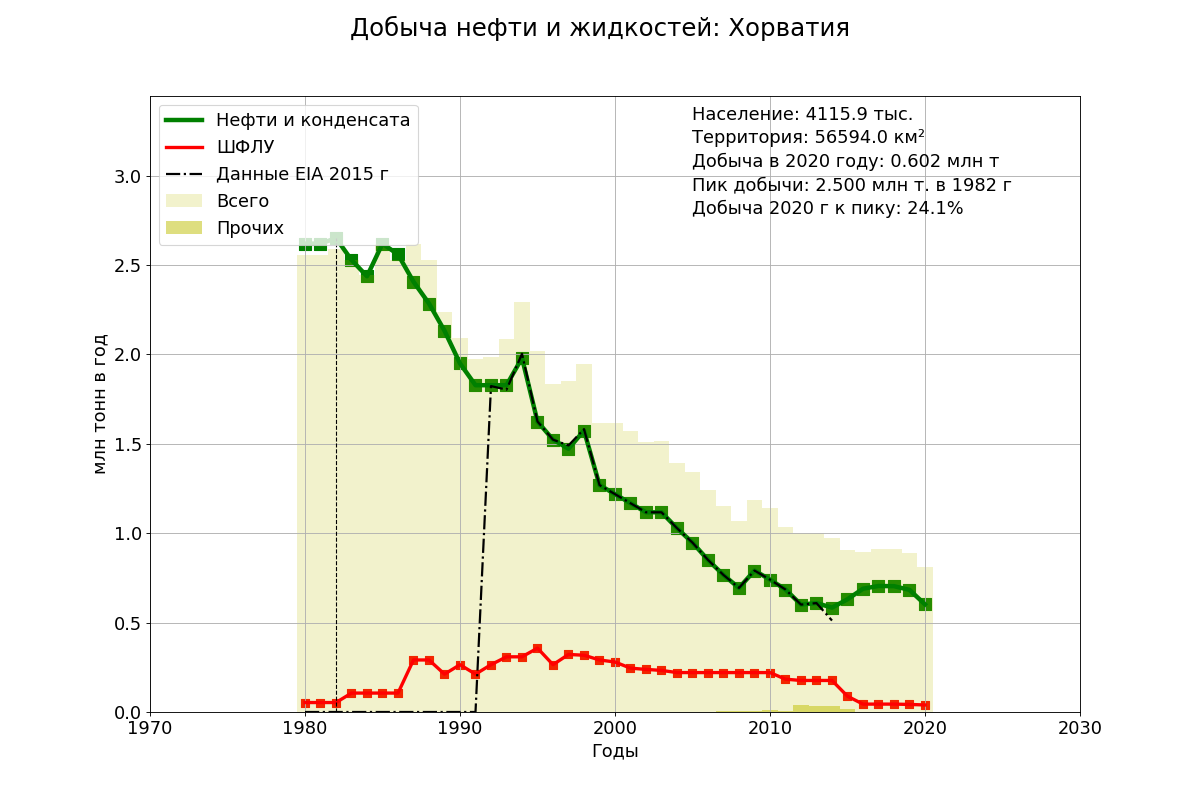 Добыча нефти и жидкостей: Хорватия
Нефти и конденсата
ШФЛУ
Данные EIA 2015 г
Всего
Прочих
Население: 4115.9 тыс.
Территория: 56594.0 км²
Добыча в 2020 году: 0.602 млн т
Пик добычи: 2.500 млн т. в 1982 г
Добыча 2020 г к пику: 24.1%
млн тонн в год
3.0
2.5
2.0
1.5
1.0
0.5
0.0
1970 1980 1990 2000 2010 2020 2030
Годы